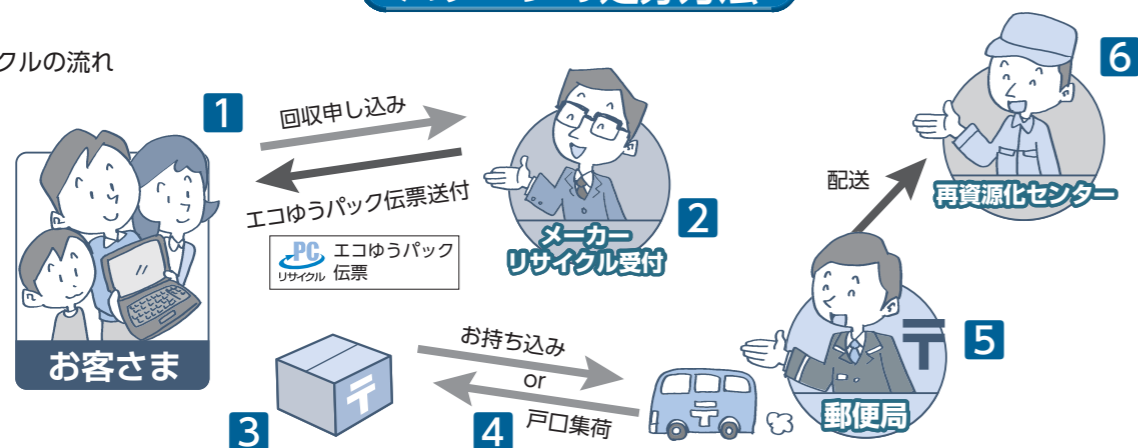 クルの流れ
1
回収申し込み
エコゆうパック伝票送付
PC
リサイクル
エコゆうパック
伝票
お客さま
メーカー
リサイクル受付
2
3
お持ち込み
or
戸口集荷
4
〒
〒
〒
郵便局
5
配送
再資源化センター
6